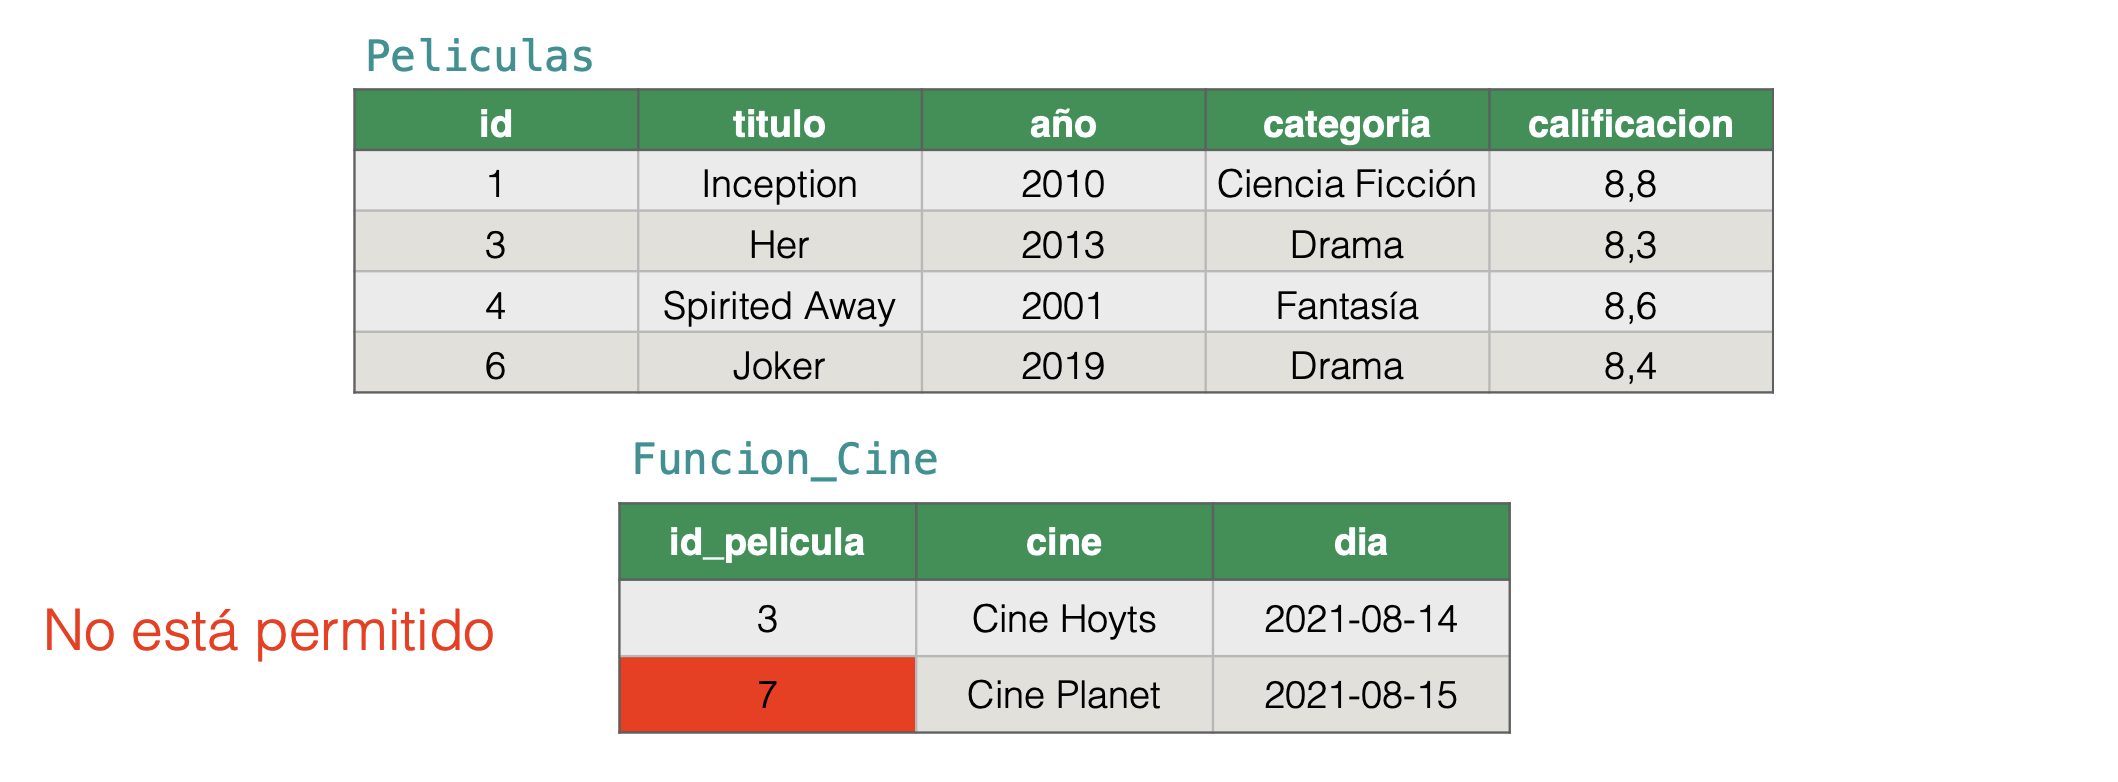 Peliculas
id titulo año categoria calificacion
1 Inception 2010 Ciencia Ficción 8,8
3 Her 2013 Drama 8,3
4 Spirited Away 2001 Fantasía 8,6
6 Joker 2019 Drama 8,4
Funcion_Cine
id_pelicula cine dia
3 Cine Hoyts 2021-08-14
No está permitido
7 Cine Planet 2021-08-15